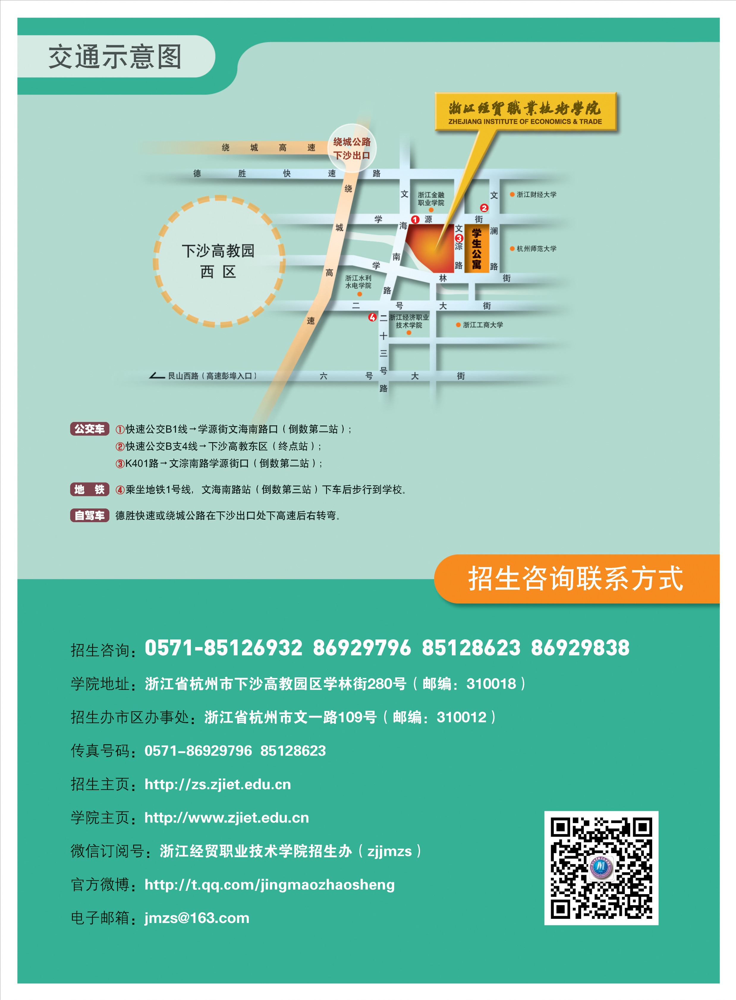 交通示意图
浙江经贸職業技術學院
ZHEJIANG INSTITUTE OF ECONOMICS & TRADE
绕城公路
下沙出口
绕城高速
德胜快速路
绕城高速
文海南路
浙江金融
职业学院
文澜路
浙江财经大学
学源街
1
2
文淙路
3
学生公寓
杭州师范大学
下沙高教园
西 区
学林街
浙江水利
水电学院
二号大街
4
二十三号路
浙江经济职业
技术学院
浙江工商大学
艮山西路（高速彭埠入口）
六号大街
公交车 ①快速公交B1线→学源街文海南路口（倒数第二站）；
②快速公交B支4线→下沙高教东区（终点站）；
③K401路→文淙南路学源街口（倒数第二站）；
地 铁 ④乘坐地铁1号线，文海南路站（倒数第三站）下车后步行到学校。
自驾车 德胜快速或绕城公路在下沙出口处下高速后右转弯。
招生咨询联系方式
招生咨询：0571-85126932 86929796 85128623 86929838
学院地址：浙江省杭州市下沙高教园区学林街280号（邮编：310018）
招生办市区办事处：浙江省杭州市文一路109号（邮编：310012）
传真号码：0571-86929796 85128623
招生主页：http://zs.zjiet.edu.cn
学院主页：http://www.zjiet.edu.cn
微信订阅号：浙江经贸职业技术学院招生办（zjjmzs）
官方微博：http://t.qq.com/jingmaozhaosheng
电子邮箱：jmzs@163.com